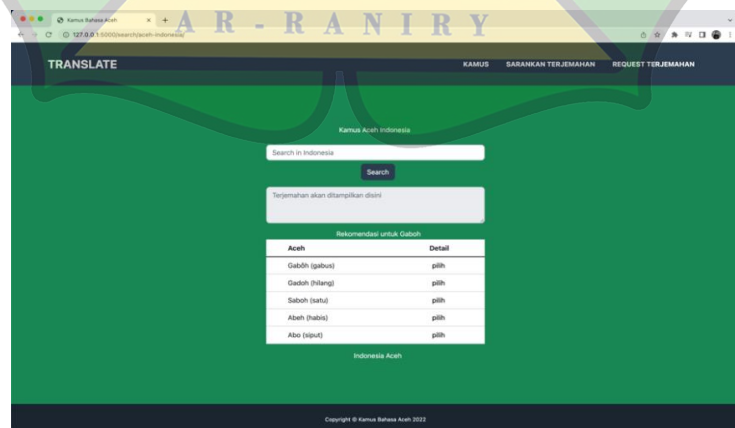 Kamus Bahasa Aceh
AR-RANIRY
127.0.0.1:5000/search/aceh-indonesia/
TRANSLATE
KAMUS SARANKAN TERJEMAHAN REQUEST TERJEMAHAN
Kamus Aceh Indonesia
Search in Indonesia
Search
Terjemahan akan ditampilkan disini
Rekomendasi untuk Gaboh
Aceh Detail
Gabôh (gabus) pilih
Gadoh (hilang) pilih
Saboh (satu) pilih
Abeh (habis) pilih
Abo (siput) pilih
Indonesia Aceh
Copyright © Kamus Bahasa Aceh 2022